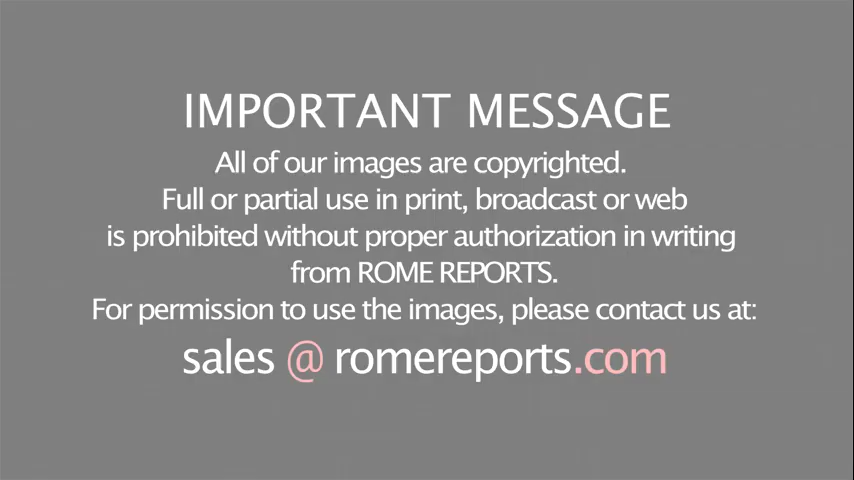 IMPORTANT MESSAGE
All of our images are copyrighted.
Full or partial use in print, broadcast or web
is prohibited without proper authorization in writing
from ROME REPORTS.
For permission to use the images, please contact us at:
sales @ romereports.com